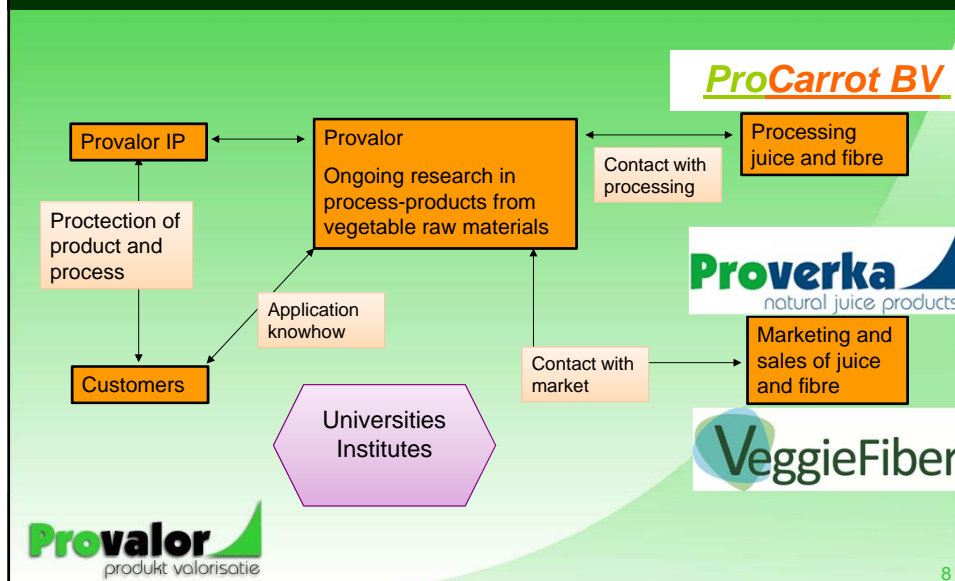 ProCarrot BV
Provalor IP
Provalor
Ongoing research in
process-products from
vegetable raw materials
Contact with
processing
Processing
juice and fibre
Proctection of
product and
process
Proverka
natural juice products
Application
knowhow
Customers
Contact with
market
Marketing and
sales of juice
and fibre
Universities
Institutes
VeggieFiber
Provalor
produkt valorisatie
8